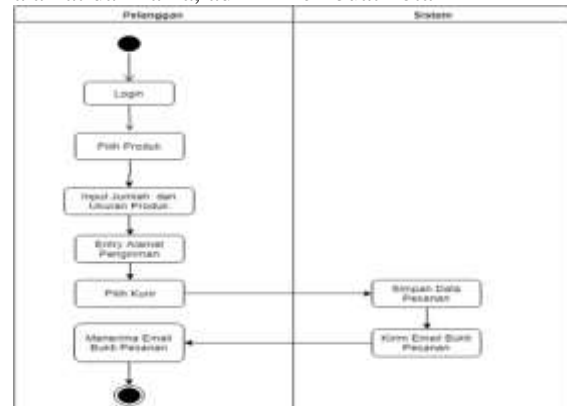 Pelanggan
Sistem
Login
Pilih Produk
Input Jumlah dan
Ukuran Produk
Entry Alamat
Pengiriman
Pilih Kurir
Simpan Data
Pesanan
Menerima Email
Bukti Pesanan
Kirim Email Bukti
Pesanan